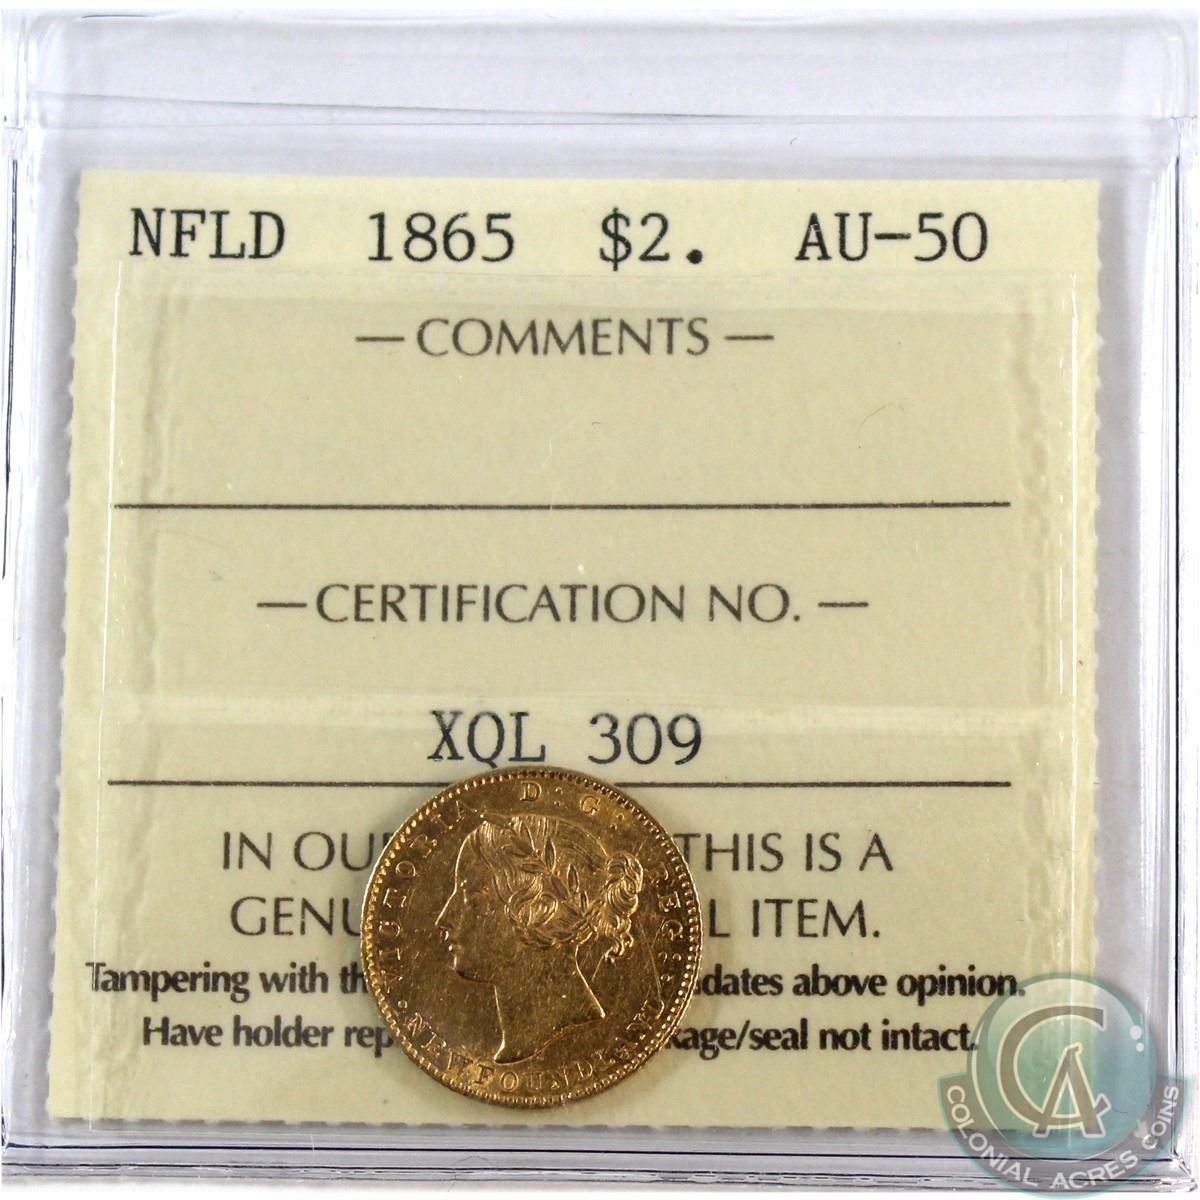 NFLD 1865 $2. AU-50
— COMMENTS —
— CERTIFICATION NO. —
XQL 309
IN OU THIS IS A
GENU L ITEM.
Tampering with th dates above opinion.
Have holder rep kage/seal not intact.
VICTORIA D:G: REG:
NEWFOUNDLAND
CA
COLONIAL ACRES COINS